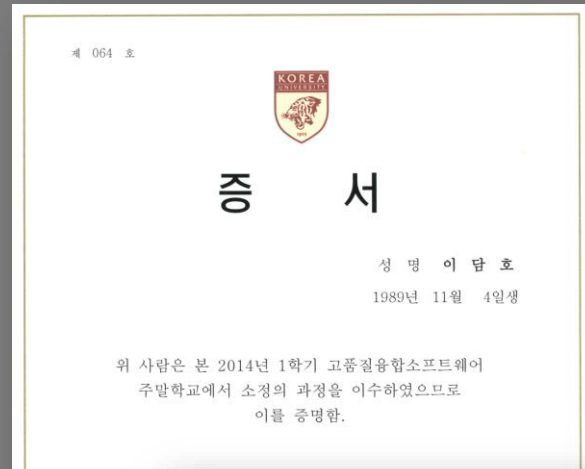 제 064 호
KOREA
UNIVERSITY
1905
증 서
성 명 이 담 호
1989년 11월 4일생
위 사람은 본 2014년 1학기 고품질융합소프트웨어
주말학교에서 소정의 과정을 이수하였으므로
이를 증명함.